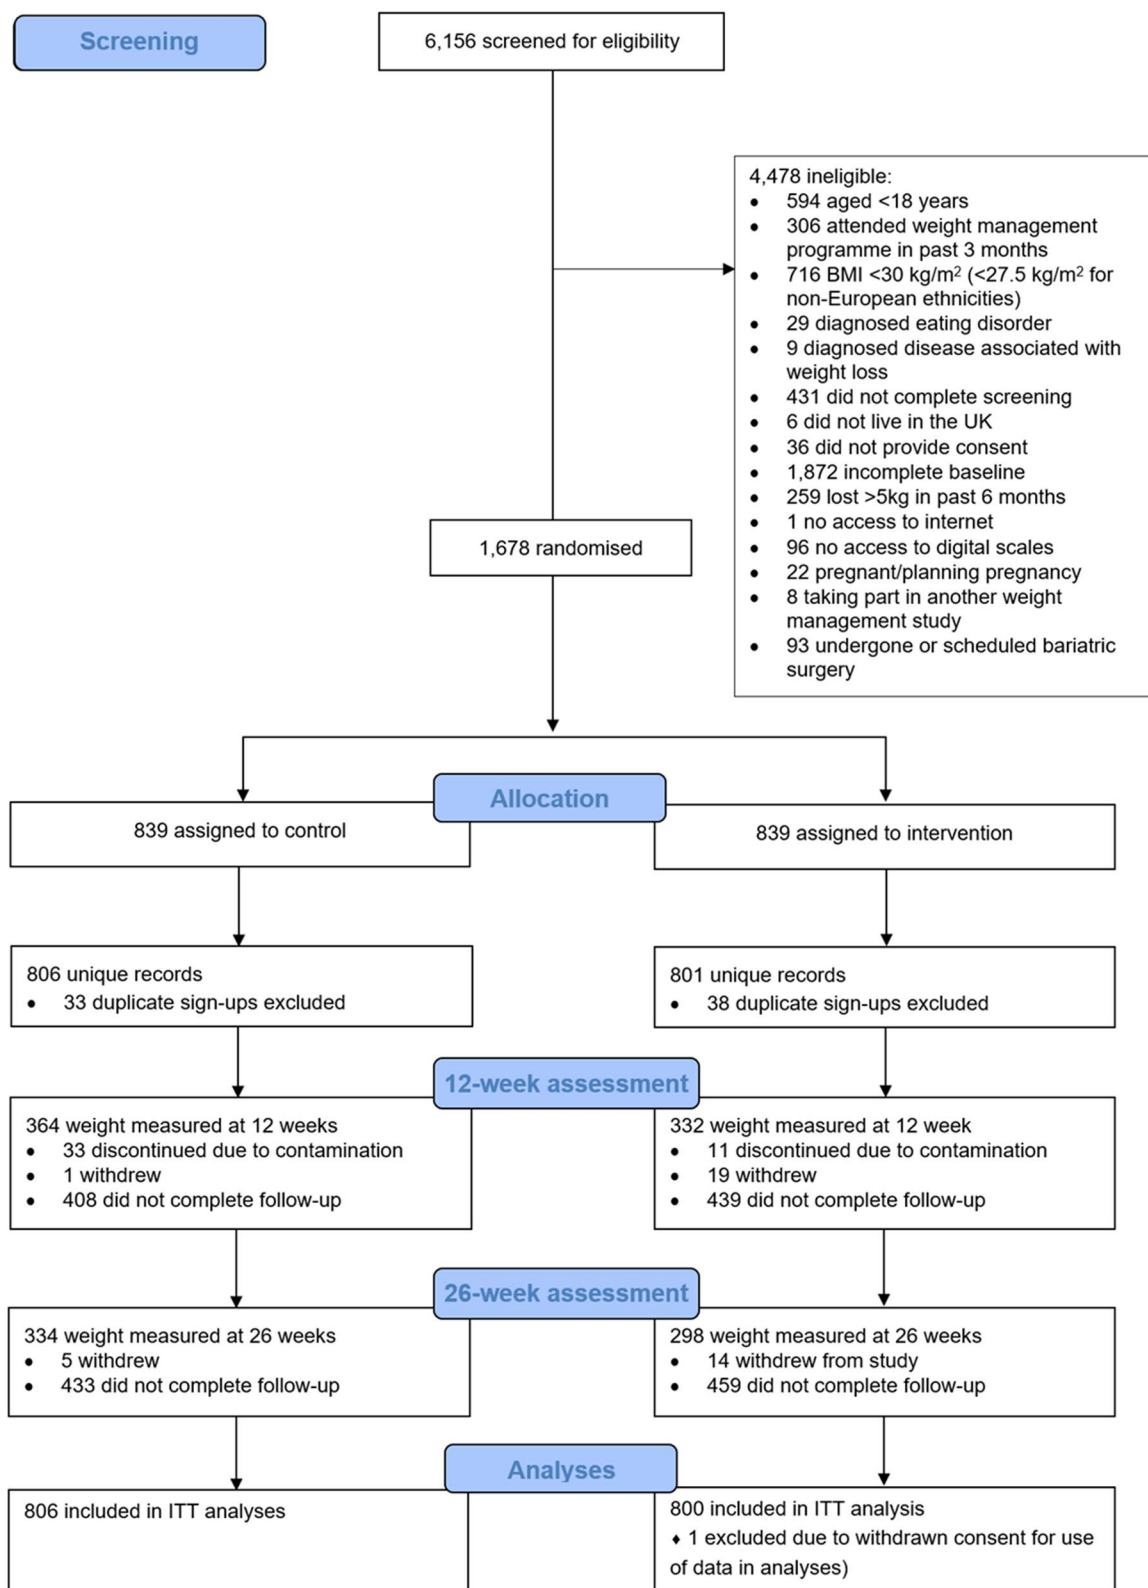 Screening
6,156 screened for eligibility
4,478 ineligible:
• 594 aged <18 years
• 306 attended weight management
programme in past 3 months
• 716 BMI <30 kg/m² (<27.5 kg/m² for
non-European ethnicities)
• 29 diagnosed eating disorder
• 9 diagnosed disease associated with
weight loss
• 431 did not complete screening
• 6 did not live in the UK
• 36 did not provide consent
• 1,872 incomplete baseline
• 259 lost >5kg in past 6 months
• 1 no access to internet
• 96 no access to digital scales
• 22 pregnant/planning pregnancy
• 8 taking part in another weight
management study
• 93 undergone or scheduled bariatric
surgery
1,678 randomised
Allocation
839 assigned to control
839 assigned to intervention
806 unique records
• 33 duplicate sign-ups excluded
801 unique records
• 38 duplicate sign-ups excluded
12-week assessment
364 weight measured at 12 weeks
• 33 discontinued due to contamination
• 1 withdrew
• 408 did not complete follow-up
332 weight measured at 12 week
• 11 discontinued due to contamination
• 19 withdrew
• 439 did not complete follow-up
26-week assessment
334 weight measured at 26 weeks
• 5 withdrew
• 433 did not complete follow-up
298 weight measured at 26 weeks
• 14 withdrew from study
• 459 did not complete follow-up
Analyses
806 included in ITT analyses
800 included in ITT analysis
♦ 1 excluded due to withdrawn consent for use
of data in analyses)